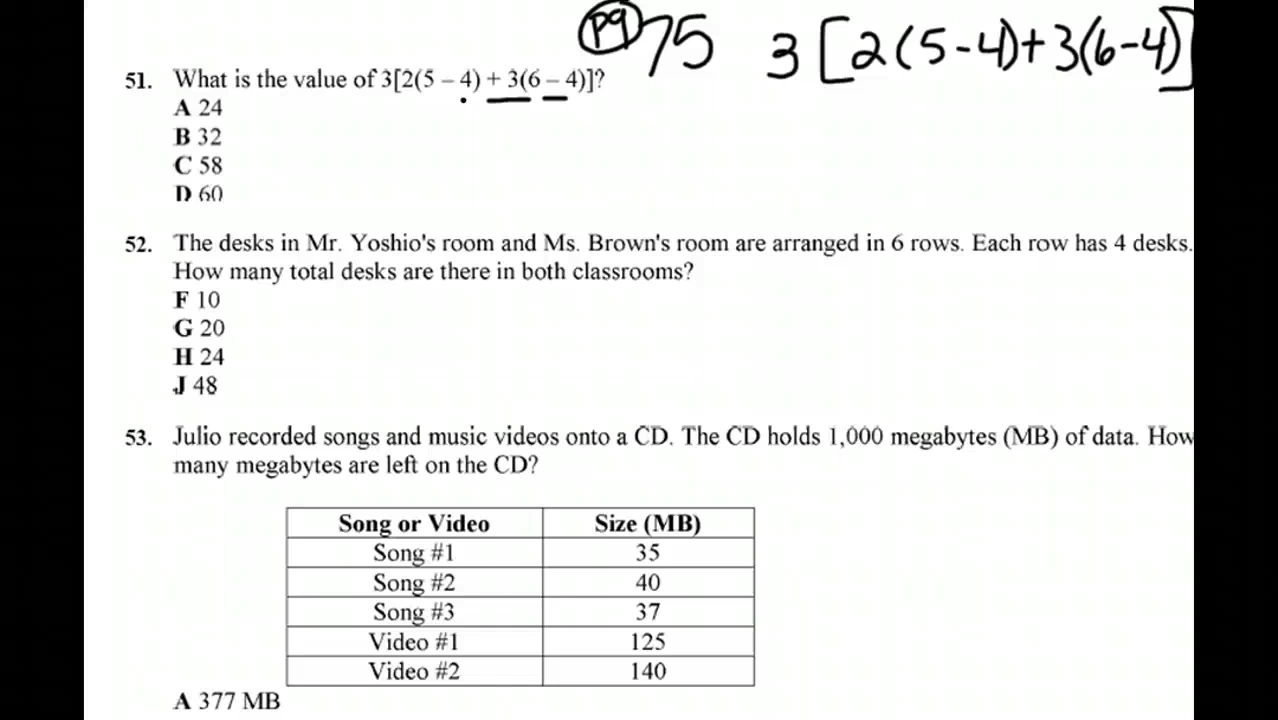 pg 75 3 [2(5-4)+3(6-4)]
51. What is the value of 3[2(5 – 4) + 3(6 – 4)]?
A 24
B 32
C 58
D 60
52. The desks in Mr. Yoshio's room and Ms. Brown's room are arranged in 6 rows. Each row has 4 desks.
How many total desks are there in both classrooms?
F 10
G 20
H 24
J 48
53. Julio recorded songs and music videos onto a CD. The CD holds 1,000 megabytes (MB) of data. How
many megabytes are left on the CD?
Song or Video Size (MB)
Song #1 35
Song #2 40
Song #3 37
Video #1 125
Video #2 140
A 377 MB